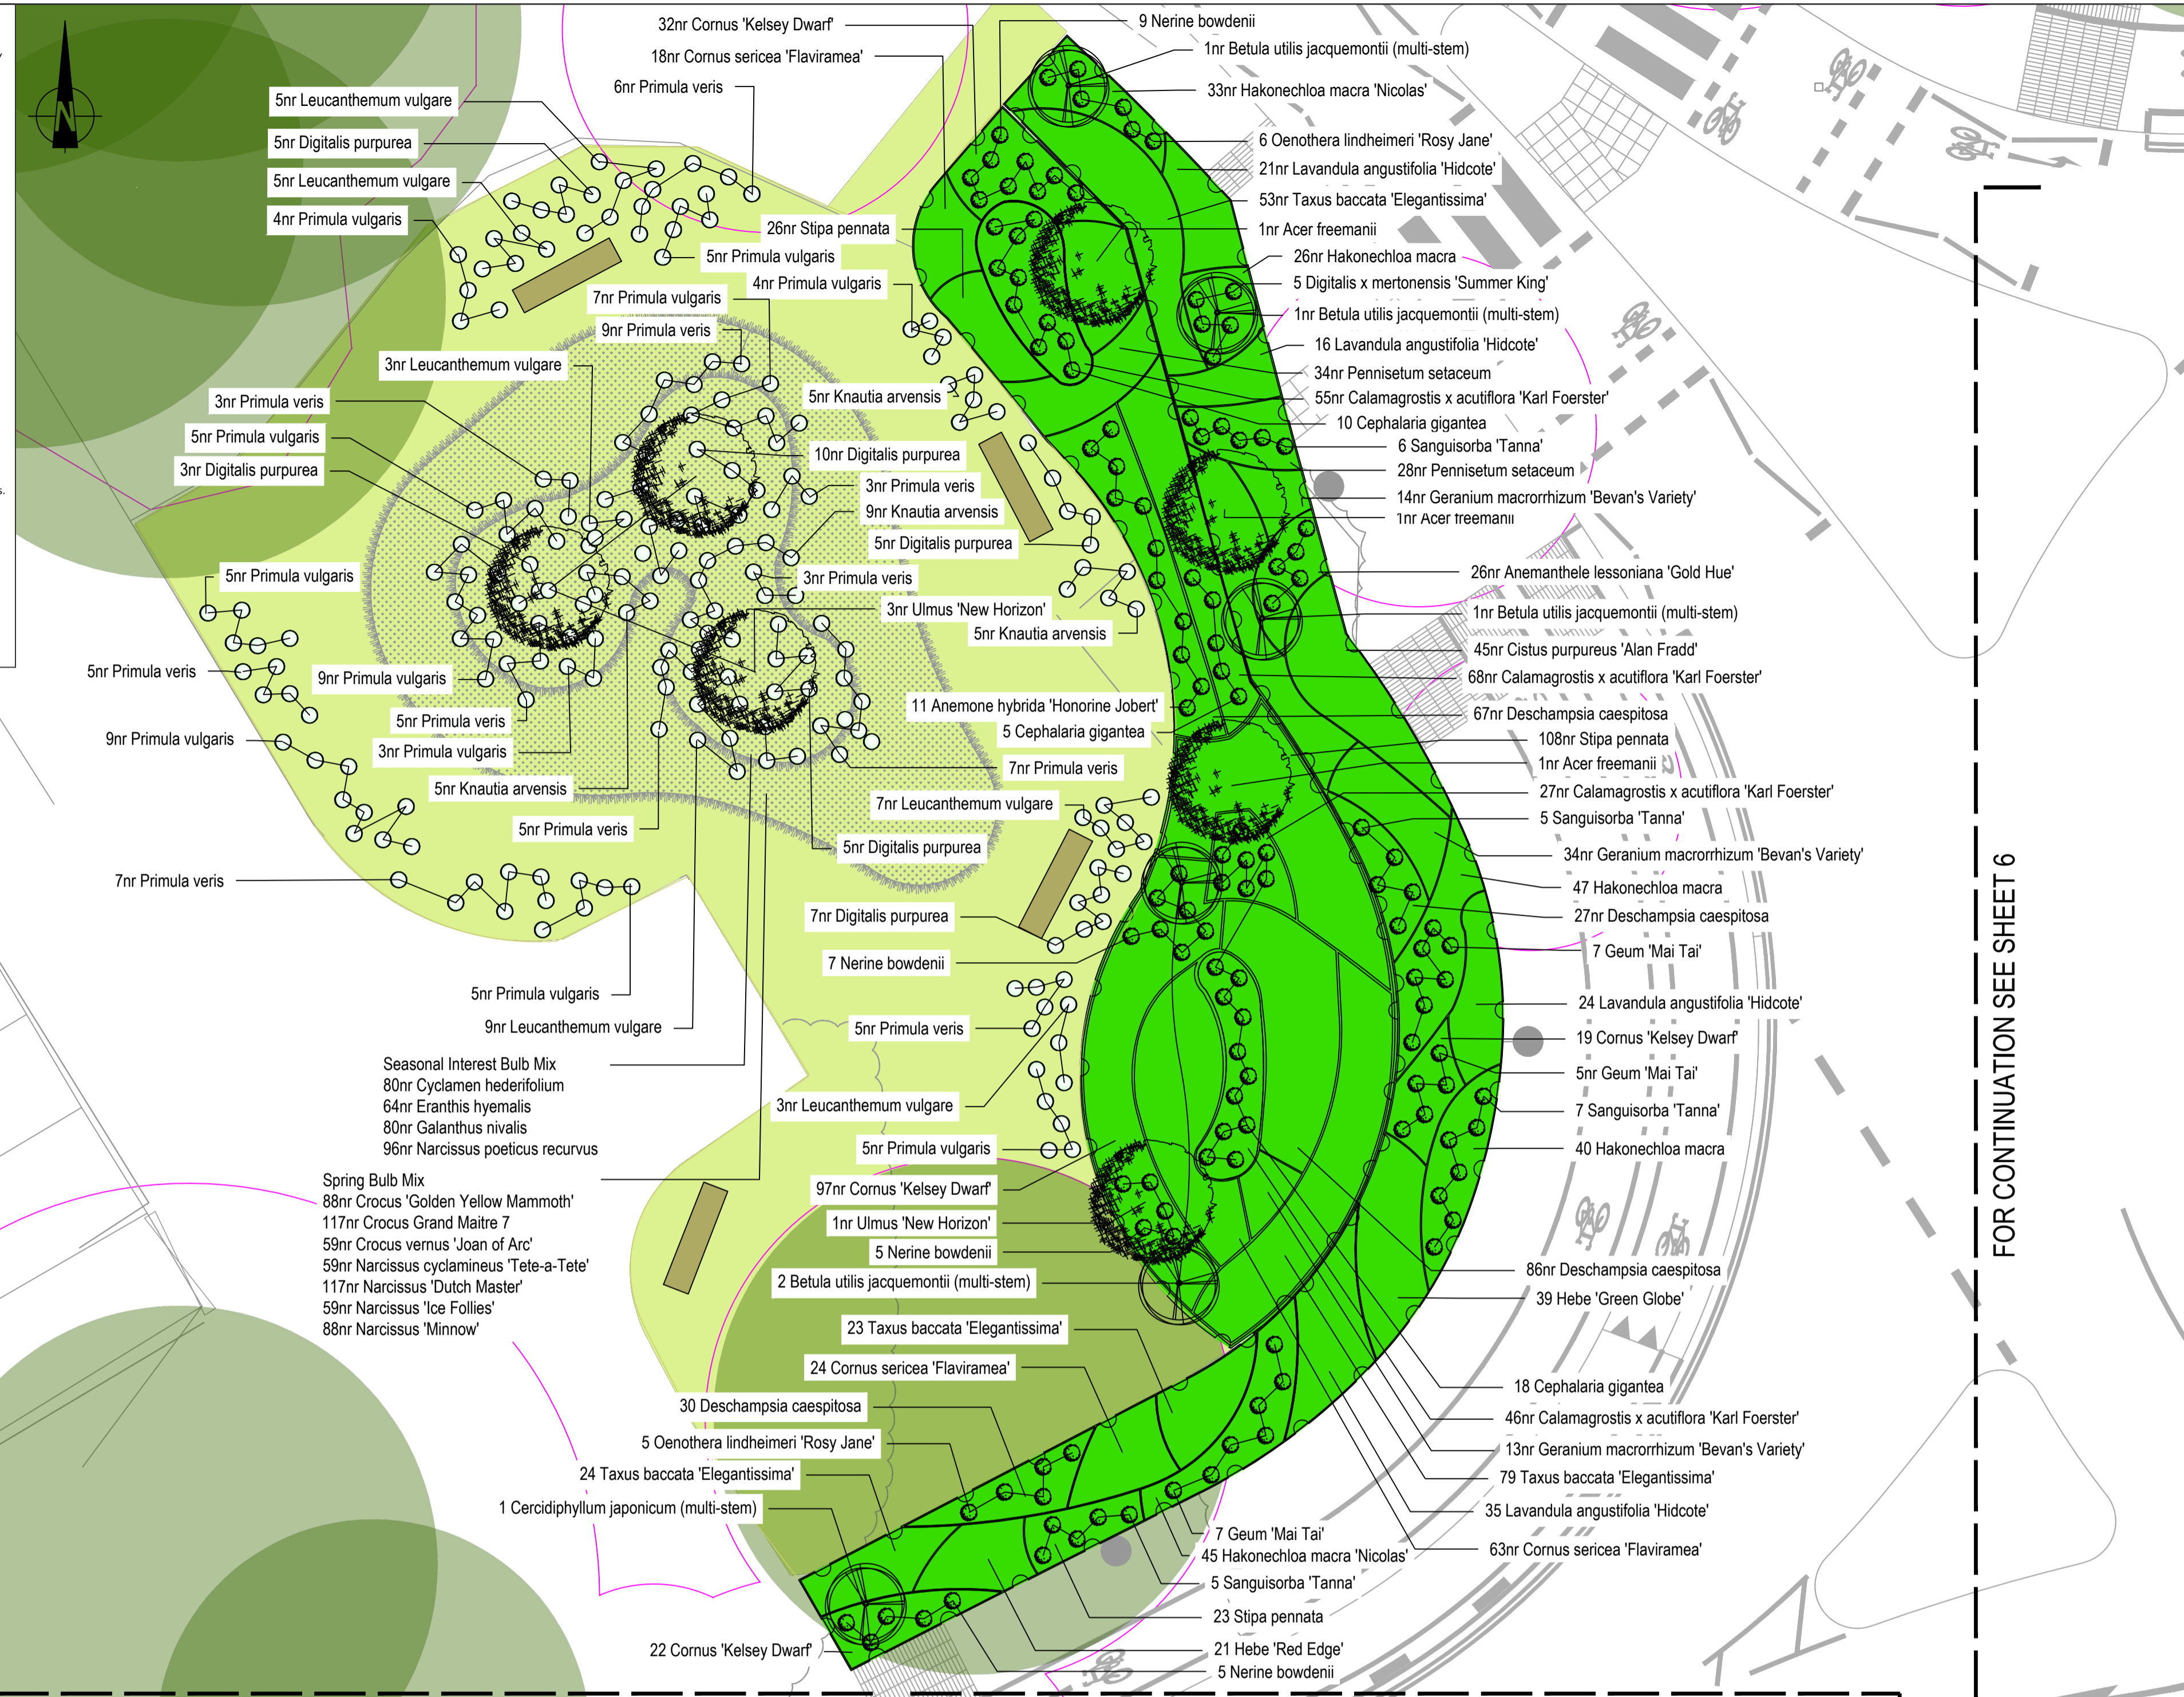 32nr Cornus 'Kelsey Dwarf'
18nr Cornus sericea 'Flaviramea'
6nr Primula veris
9 Nerine bowdenii
1nr Betula utilis jacquemontii (multi-stem)
33nr Hakonechloa macra 'Nicolas'
N
5nr Leucanthemum vulgare
5nr Digitalis purpurea
5nr Leucanthemum vulgare
4nr Primula vulgaris
6 Oenothera lindheimeri 'Rosy Jane'
21nr Lavandula angustifolia 'Hidcote'
53nr Taxus baccata 'Elegantissima'
1nr Acer freemanii
26nr Hakonechloa macra
5 Digitalis x mertonensis 'Summer King'
1nr Betula utilis jacquemontii (multi-stem)
16 Lavandula angustifolia 'Hidcote'
34nr Pennisetum setaceum
55nr Calamagrostis x acutiflora 'Karl Foerster'
10 Cephalaria gigantea
6 Sanguisorba 'Tanna'
28nr Pennisetum setaceum
14nr Geranium macrorrhizum 'Bevan's Variety'
1nr Acer freemanii
26nr Stipa pennata
5nr Primula vulgaris
4nr Primula vulgaris
7nr Primula vulgaris
9nr Primula veris
3nr Leucanthemum vulgare
5nr Knautia arvensis
3nr Primula veris
5nr Primula vulgaris
3nr Digitalis purpurea
s.
10nr Digitalis purpurea
3nr Primula veris
9nr Knautia arvensis
5nr Digitalis purpurea
5nr Primula vulgaris
3nr Primula veris
3nr Ulmus 'New Horizon'
5nr Knautia arvensis
26nr Anemanthele lessoniana 'Gold Hue'
1nr Betula utilis jacquemontii (multi-stem)
45nr Cistus purpureus 'Alan Fradd'
68nr Calamagrostis x acutiflora 'Karl Foerster'
67nr Deschampsia caespitosa
108nr Stipa pennata
1nr Acer freemanii
27nr Calamagrostis x acutiflora 'Karl Foerster'
5 Sanguisorba 'Tanna'
34nr Geranium macrorrhizum 'Bevan's Variety'
47 Hakonechloa macra
27nr Deschampsia caespitosa
7 Geum 'Mai Tai'
24 Lavandula angustifolia 'Hidcote'
19 Cornus 'Kelsey Dwarf'
5nr Geum 'Mai Tai'
7 Sanguisorba 'Tanna'
40 Hakonechloa macra
5nr Primula veris
9nr Primula vulgaris
5nr Primula veris
9nr Primula vulgaris
3nr Primula vulgaris
5nr Knautia arvensis
5nr Primula veris
11 Anemone hybrida 'Honorine Jobert'
5 Cephalaria gigantea
7nr Primula veris
7nr Leucanthemum vulgare
5nr Digitalis purpurea
7nr Primula veris
7nr Digitalis purpurea
7 Nerine bowdenii
5nr Primula vulgaris
9nr Leucanthemum vulgare
5nr Primula veris
3nr Leucanthemum vulgare
5nr Primula vulgaris
Seasonal Interest Bulb Mix
80nr Cyclamen hederifolium
64nr Eranthis hyemalis
80nr Galanthus nivalis
96nr Narcissus poeticus recurvus
Spring Bulb Mix
88nr Crocus 'Golden Yellow Mammoth'
117nr Crocus Grand Maitre 7
59nr Crocus vernus 'Joan of Arc'
59nr Narcissus cyclamineus 'Tete-a-Tete'
117nr Narcissus 'Dutch Master'
59nr Narcissus 'Ice Follies'
88nr Narcissus 'Minnow'
97nr Cornus 'Kelsey Dwarf'
1nr Ulmus 'New Horizon'
5 Nerine bowdenii
2 Betula utilis jacquemontii (multi-stem)
23 Taxus baccata 'Elegantissima'
24 Cornus sericea 'Flaviramea'
30 Deschampsia caespitosa
5 Oenothera lindheimeri 'Rosy Jane'
24 Taxus baccata 'Elegantissima'
1 Cercidiphyllum japonicum (multi-stem)
22 Cornus 'Kelsey Dwarf'
86nr Deschampsia caespitosa
39 Hebe 'Green Globe'
18 Cephalaria gigantea
46nr Calamagrostis x acutiflora 'Karl Foerster'
13nr Geranium macrorrhizum 'Bevan's Variety'
79 Taxus baccata 'Elegantissima'
35 Lavandula angustifolia 'Hidcote'
63nr Cornus sericea 'Flaviramea'
7 Geum 'Mai Tai'
45 Hakonechloa macra 'Nicolas'
5 Sanguisorba 'Tanna'
23 Stipa pennata
21 Hebe 'Red Edge'
5 Nerine bowdenii
FOR CONTINUATION SEE SHEET 6